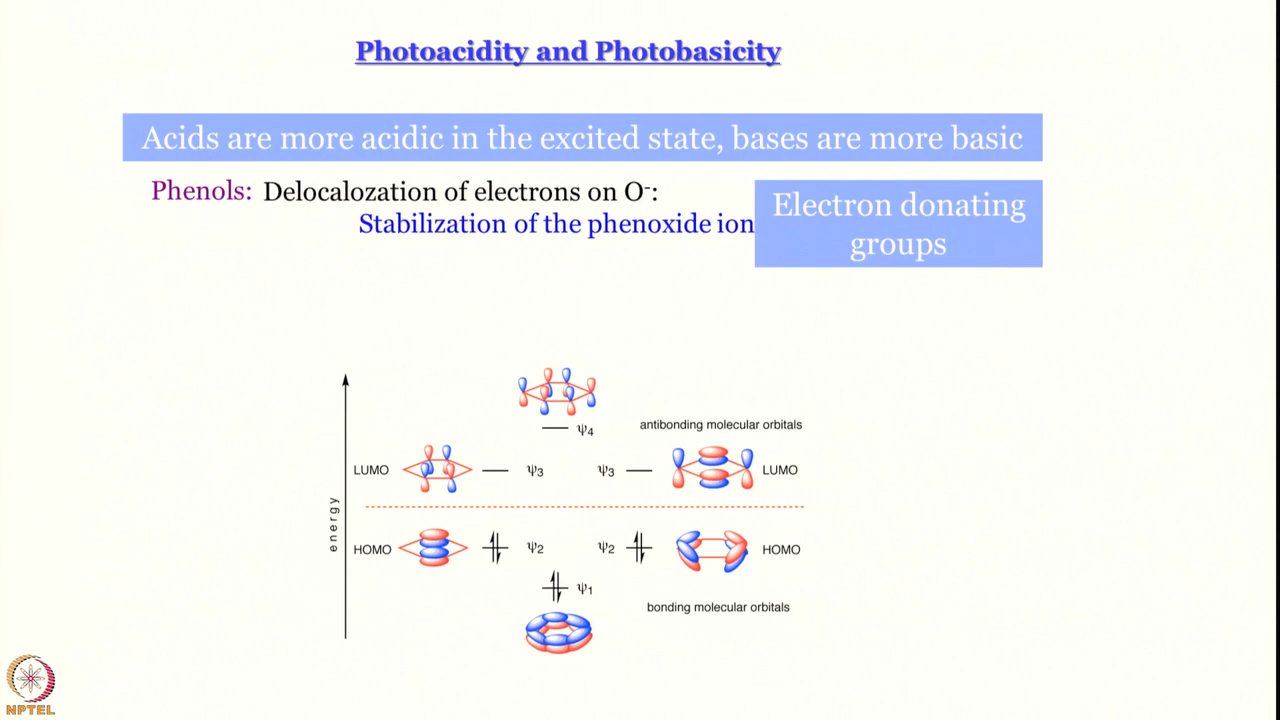 Photoacidity and Photobasicity
Acids are more acidic in the excited state, bases are more basic
Phenols: Delocalozation of electrons on O⁻:
Stabilization of the phenoxide ion
Electron donating
groups
ψ4
antibonding molecular orbitals
LUMO
ψ3
ψ3
LUMO
energy
HOMO
ψ2
ψ2
HOMO
ψ1
bonding molecular orbitals
NPTEL